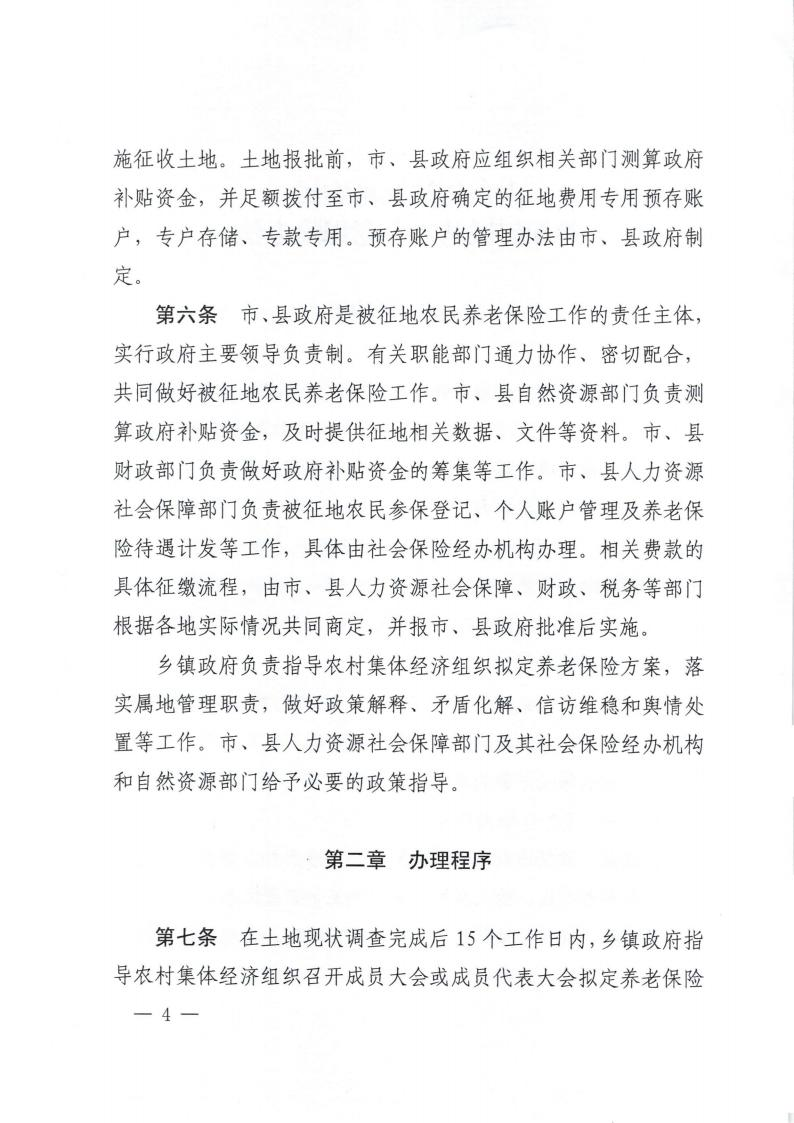 施征收土地。土地报批前，市、县政府应组织相关部门测算政府
补贴资金，并足额拨付至市、县政府确定的征地费用专用预存账
户，专户存储、专款专用。预存账户的管理办法由市、县政府制
定。
第六条 市、县政府是被征地农民养老保险工作的责任主体，
实行政府主要领导负责制。有关职能部门通力协作、密切配合，
共同做好被征地农民养老保险工作。市、县自然资源部门负责测
算政府补贴资金，及时提供征地相关数据、文件等资料。市、县
财政部门负责做好政府补贴资金的筹集等工作。市、县人力资源
社会保障部门负责被征地农民参保登记、个人账户管理及养老保
险待遇计发等工作，具体由社会保险经办机构办理。相关费款的
具体征缴流程，由市、县人力资源社会保障、财政、税务等部门
根据各地实际情况共同商定，并报市、县政府批准后实施。
乡镇政府负责指导农村集体经济组织拟定养老保险方案，落
实属地管理职责，做好政策解释、矛盾化解、信访维稳和舆情处
置等工作。市、县人力资源社会保障部门及其社会保险经办机构
和自然资源部门给予必要的政策指导。
第二章 办理程序
第七条 在土地现状调查完成后 15 个工作日内，乡镇政府指
导农村集体经济组织召开成员大会或成员代表大会拟定养老保险
— 4 —